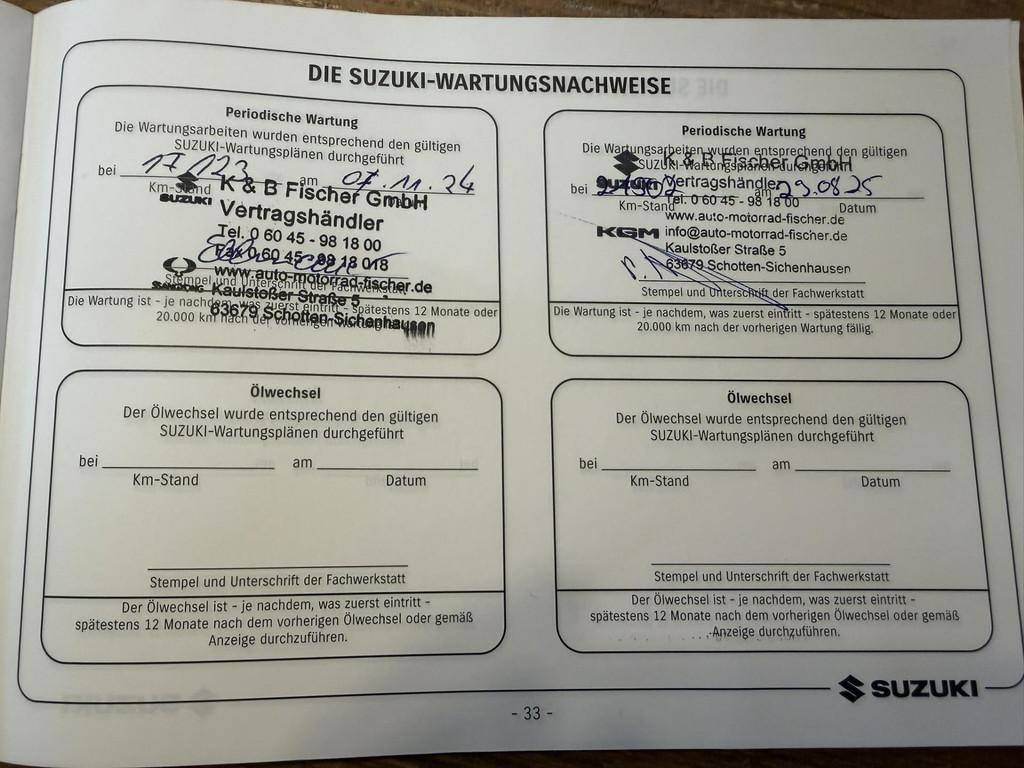 DIE SUZUKI-WARTUNGSNACHWEISE
Periodische Wartung
Die Wartungsarbeiten wurden entsprechend den gültigen
SUZUKI-Wartungsplänen durchgeführt
bei 17123 am 07.11.24
Km-Stand
SUZUKI
K & B Fischer GmbH
Vertragshändler
Tel. 0 60 45 - 98 18 00
Fax 0 60 45 - 98 18 018
www.auto-motorrad-fischer.de
Kaulstoßer Straße 5
63679 Schotten-Sichenhausen
Stempel und Unterschrift der Fachwerkstatt
Die Wartung ist - je nachdem, was zuerst eintritt - spätestens 12 Monate oder
20.000 km nach der vorherigen Wartung
Periodische Wartung
Die Wartungsarbeiten wurden entsprechend den gültigen
SUZUKI-Wartungsplänen durchgeführt
bei am 29.08.25
Km-Stand Datum
SUZUKI
K & B Fischer GmbH
Vertragshändler
Tel. 0 60 45 - 98 18 00
www.auto-motorrad-fischer.de
KGM info@auto-motorrad-fischer.de
Kaulstoßer Straße 5
63679 Schotten-Sichenhausen
Stempel und Unterschrift der Fachwerkstatt
Die Wartung ist - je nachdem, was zuerst eintritt - spätestens 12 Monate oder
20.000 km nach der vorherigen Wartung fällig.
Ölwechsel
Der Ölwechsel wurde entsprechend den gültigen
SUZUKI-Wartungsplänen durchgeführt
bei am
Km-Stand Datum
Stempel und Unterschrift der Fachwerkstatt
Der Ölwechsel ist - je nachdem, was zuerst eintritt -
spätestens 12 Monate nach dem vorherigen Ölwechsel oder gemäß
Anzeige durchzuführen.
Ölwechsel
Der Ölwechsel wurde entsprechend den gültigen
SUZUKI-Wartungsplänen durchgeführt
bei am
Km-Stand Datum
Stempel und Unterschrift der Fachwerkstatt
Der Ölwechsel ist - je nachdem, was zuerst eintritt -
spätestens 12 Monate nach dem vorherigen Ölwechsel oder gemäß
Anzeige durchzuführen.
SUZUKI
- 33 -